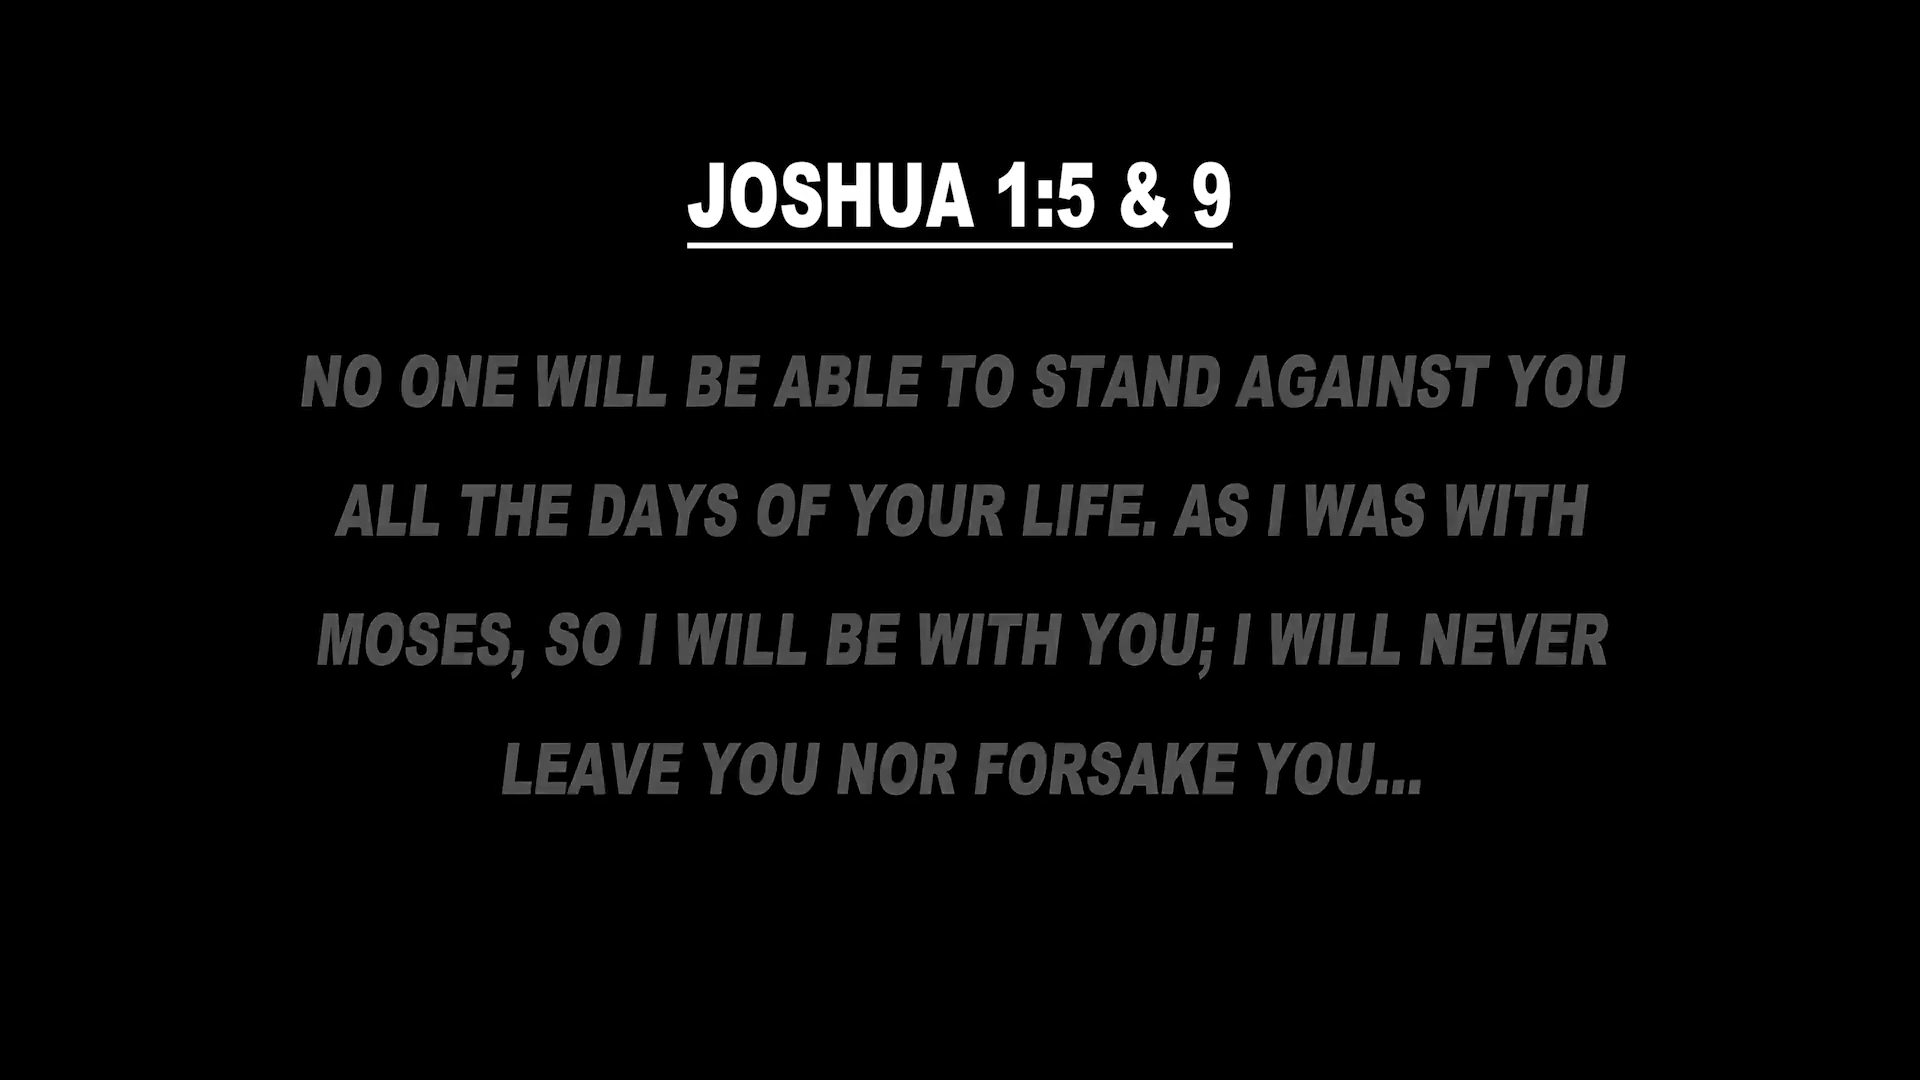 JOSHUA 1:5 & 9
NO ONE WILL BE ABLE TO STAND AGAINST YOU
ALL THE DAYS OF YOUR LIFE. AS I WAS WITH
MOSES, SO I WILL BE WITH YOU; I WILL NEVER
LEAVE YOU NOR FORSAKE YOU...